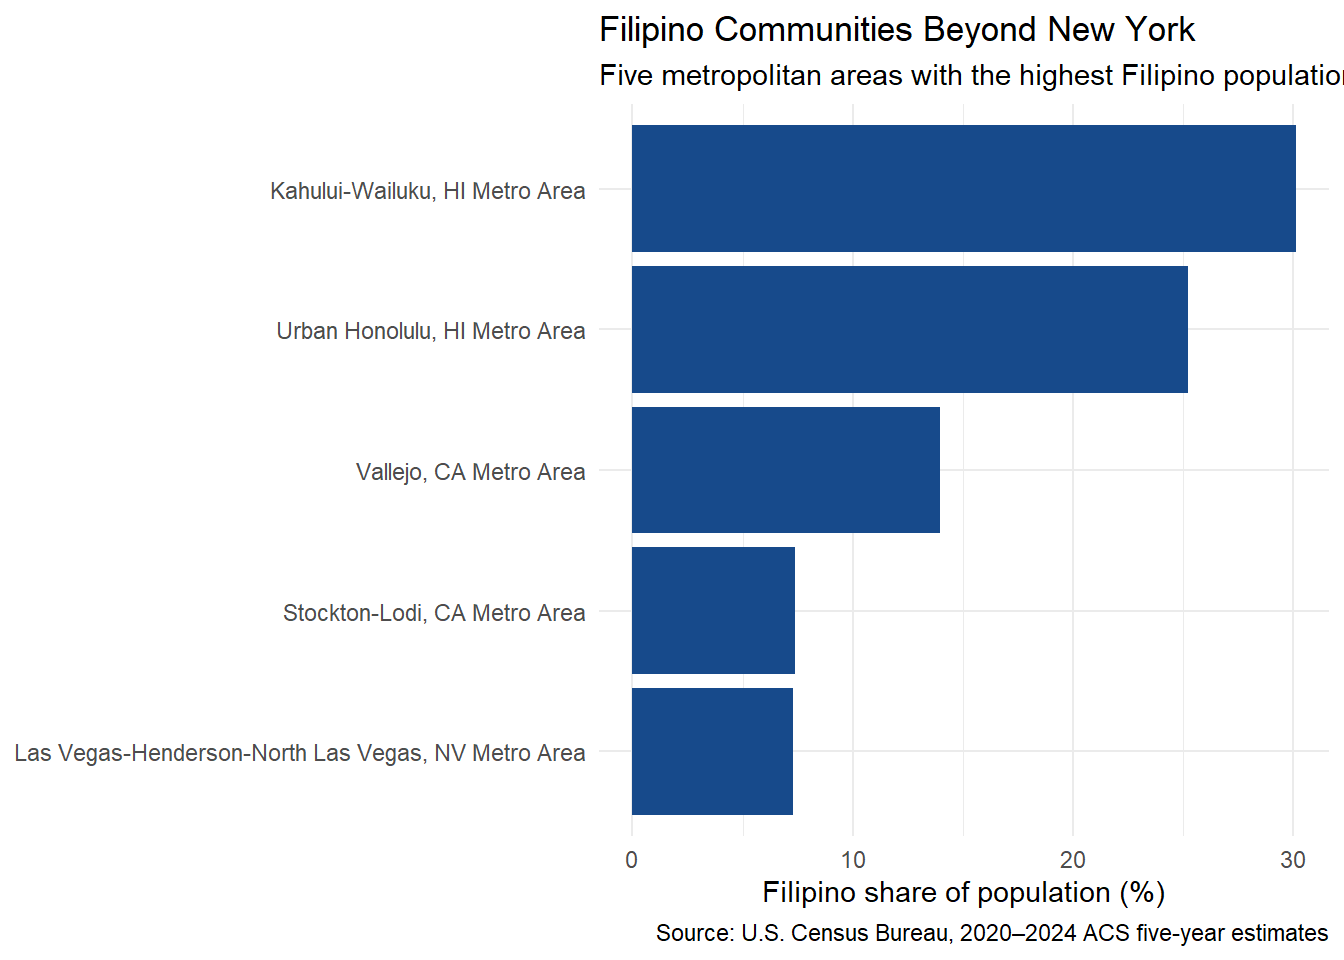 Filipino Communities Beyond New York
Five metropolitan areas with the highest Filipino
Kahului-Wailuku, HI Metro Area
Urban Honolulu, HI Metro Area
Vallejo, CA Metro Area
Stockton-Lodi, CA Metro Area
Las Vegas-Henderson-North Las Vegas, NV Metro Area
0 10 20 30
Filipino share of population (%)
Source: U.S. Census Bureau, 2020–2024 ACS five-year estimates